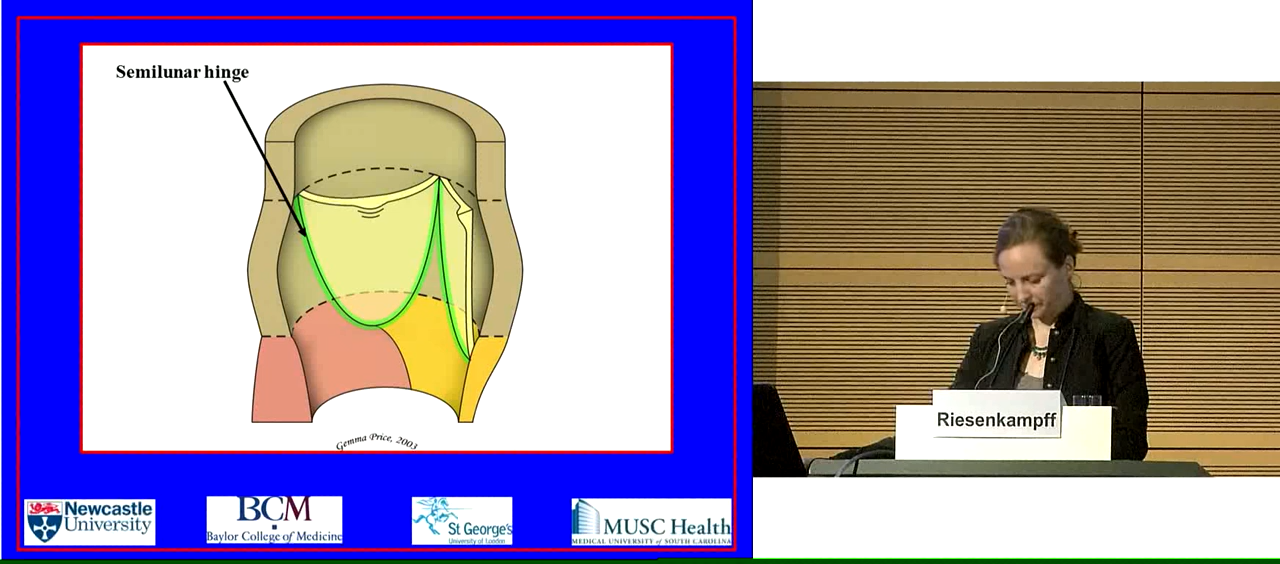 Semilunar hinge
Gemma Price, 2003
Newcastle
University
BCM
Baylor College of Medicine
St George's
University of London
MUSC Health
MEDICAL UNIVERSITY of SOUTH CAROLINA
Riesenkampff